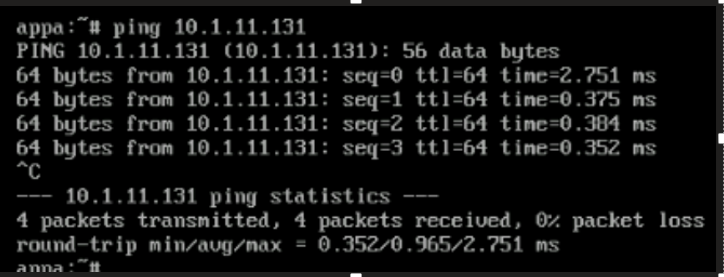 appa:~# ping 10.1.11.131
PING 10.1.11.131 (10.1.11.131): 56 data bytes
64 bytes from 10.1.11.131: seq=0 ttl=64 time=2.751 ms
64 bytes from 10.1.11.131: seq=1 ttl=64 time=0.375 ms
64 bytes from 10.1.11.131: seq=2 ttl=64 time=0.384 ms
64 bytes from 10.1.11.131: seq=3 ttl=64 time=0.352 ms
^C
--- 10.1.11.131 ping statistics ---
4 packets transmitted, 4 packets received, 0% packet loss
round-trip min/avg/max = 0.352/0.965/2.751 ms
appa:~#